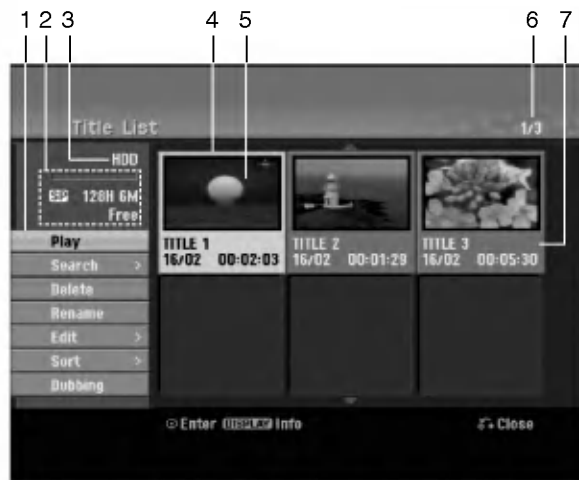 1 2 3 4 5 6 7
Title List
1/3
HDD
SEP 128H 6M
Free
Play
Search >
Delete
Rename
Edit >
Sort >
Dubbing
TITLE 1
16/02 00:02:03
TITLE 2
16/02 00:01:29
TITLE 3
16/02 00:05:30
Enter DISPLAY Info
Close